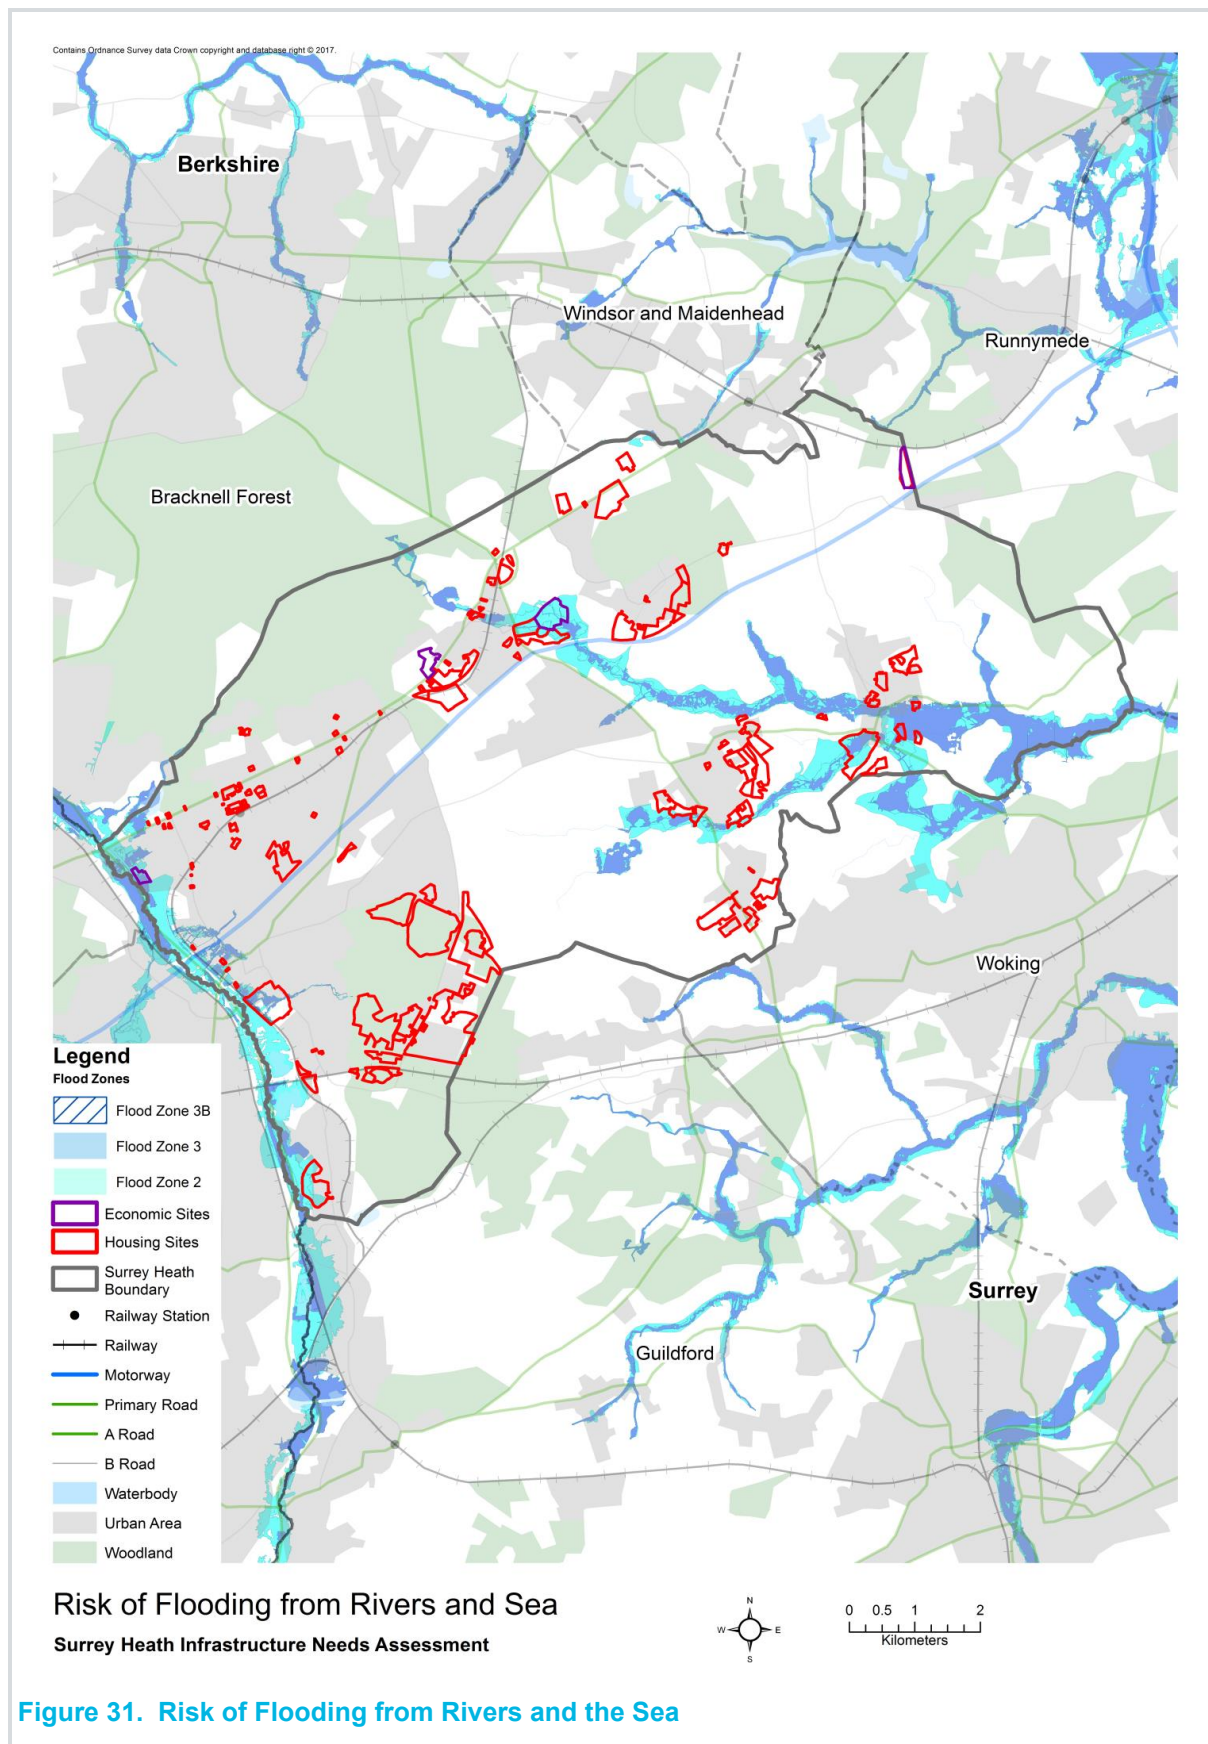 Contains Ordnance Survey data Crown copyright and database right © 2017.
Berkshire
Windsor and Maidenhead
Runnymede
Bracknell Forest
Woking
Surrey
Guildford
Legend
Flood Zones
Flood Zone 3B
Flood Zone 3
Flood Zone 2
Economic Sites
Housing Sites
Surrey Heath
Boundary
Railway Station
Railway
Motorway
Primary Road
A Road
B Road
Waterbody
Urban Area
Woodland
Risk of Flooding from Rivers and Sea
Surrey Heath Infrastructure Needs Assessment
N
W E
S
0 0.5 1 2
Kilometers
Figure 31. Risk of Flooding from Rivers and the Sea